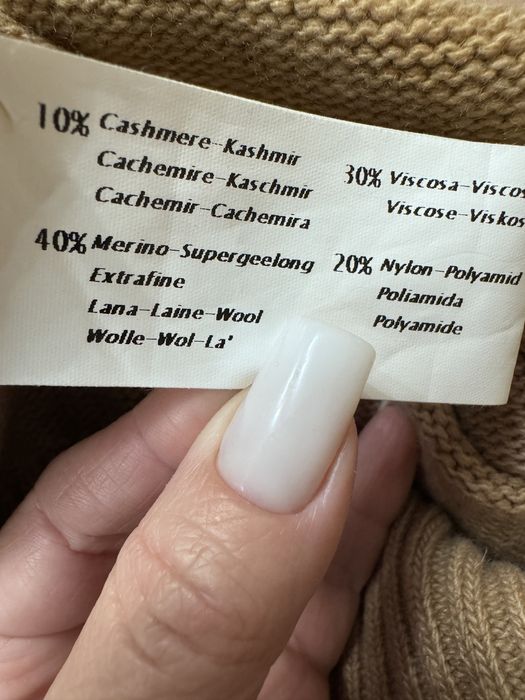 10% Cashmere-Kashmir
Cachemire-Kaschmir
Cachemir-Cachemira
40% Merino-Supergeelong
Extrafine
Lana-Laine-Wool
Wolle-Wol-La'
30% Viscosa-Viscos
Viscose-Viskos
20% Nylon-Polyamid
Poliamida
Polyamide